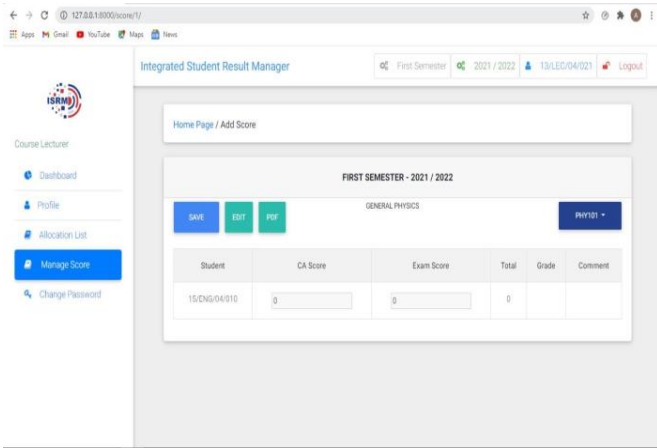 127.0.0.1:8000/score/1/
Apps Gmail YouTube Maps News
Integrated Student Result Manager First Semester 2021 / 2022 13/LEC/04/021 Logout
ISRM
Home Page / Add Score
Course Lecturer
Dashboard
FIRST SEMESTER - 2021 / 2022
Profile
GENERAL PHYSICS
SAVE EDIT PDF PHY101
Allocation List
Manage Score
Student CA Score Exam Score Total Grade Comment
Change Password
15/ENG/04/010 0 0 0